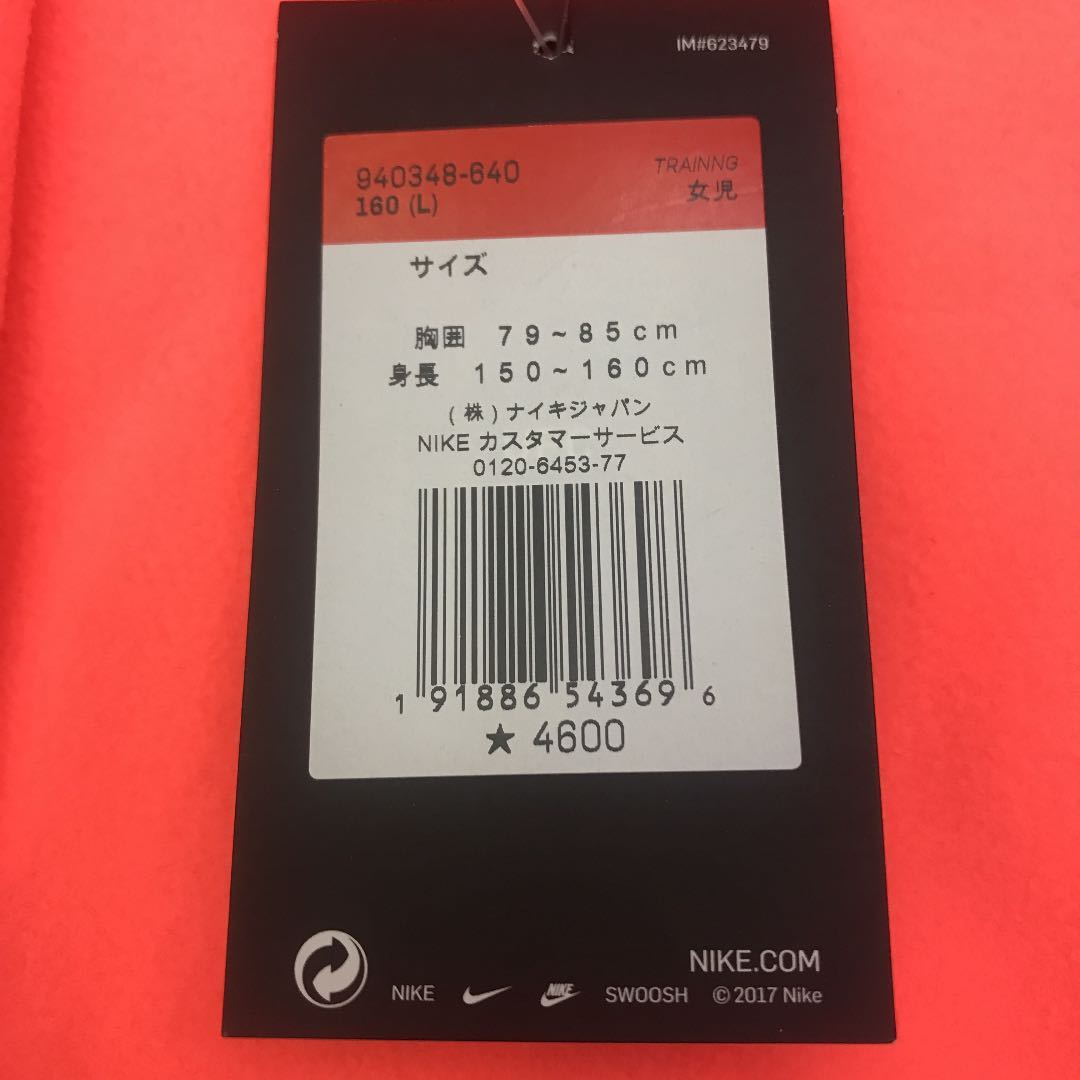 IM#623479
940348-640
160 (L)
TRAINNG
女児
サイズ
胸囲 79~85cm
身長 150~160cm
(株)ナイキジャパン
NIKE カスタマーサービス
0120-6453-77
1 91886 54369 6
★ 4600
NIKE.COM
NIKE NIKE SWOOSH © 2017 Nike